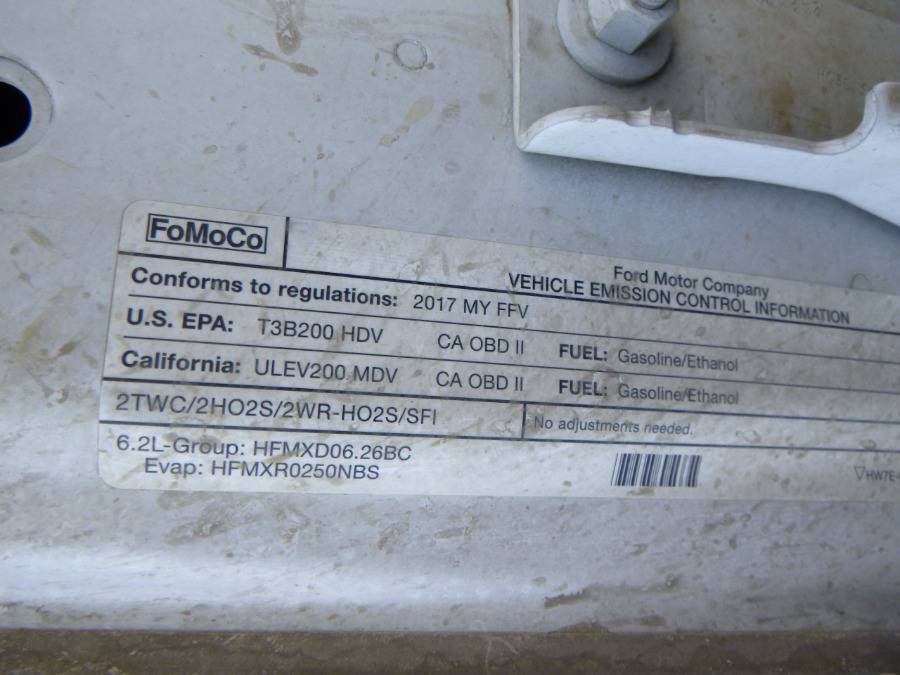 FoMoCo
Ford Motor Company
VEHICLE EMISSION CONTROL INFORMATION
Conforms to regulations: 2017 MY FFV
U.S. EPA: T3B200 HDV CA OBD II FUEL: Gasoline/Ethanol
California: ULEV200 MDV CA OBD II FUEL: Gasoline/Ethanol
2TWC/2HO2S/2WR-HO2S/SFI No adjustments needed.
6.2L-Group: HFMXD06.26BC
Evap: HFMXR0250NBS
HW7E-